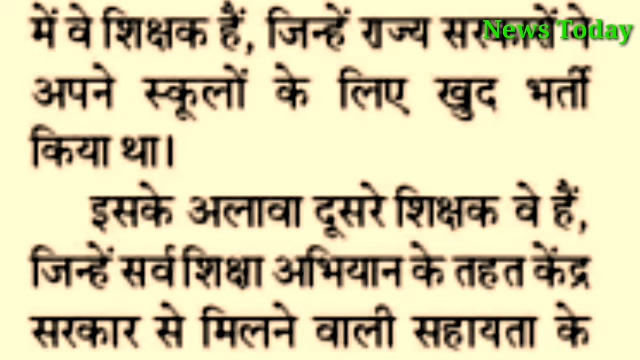 में वे शिक्षक हैं, जिन्हें राज्य सरकारों ने
News Today
अपने स्कूलों के लिए खुद भर्ती
किया था।
इसके अलावा दूसरे शिक्षक वे हैं,
जिन्हें सर्व शिक्षा अभियान के तहत केंद्र
सरकार से मिलने वाली सहायता के